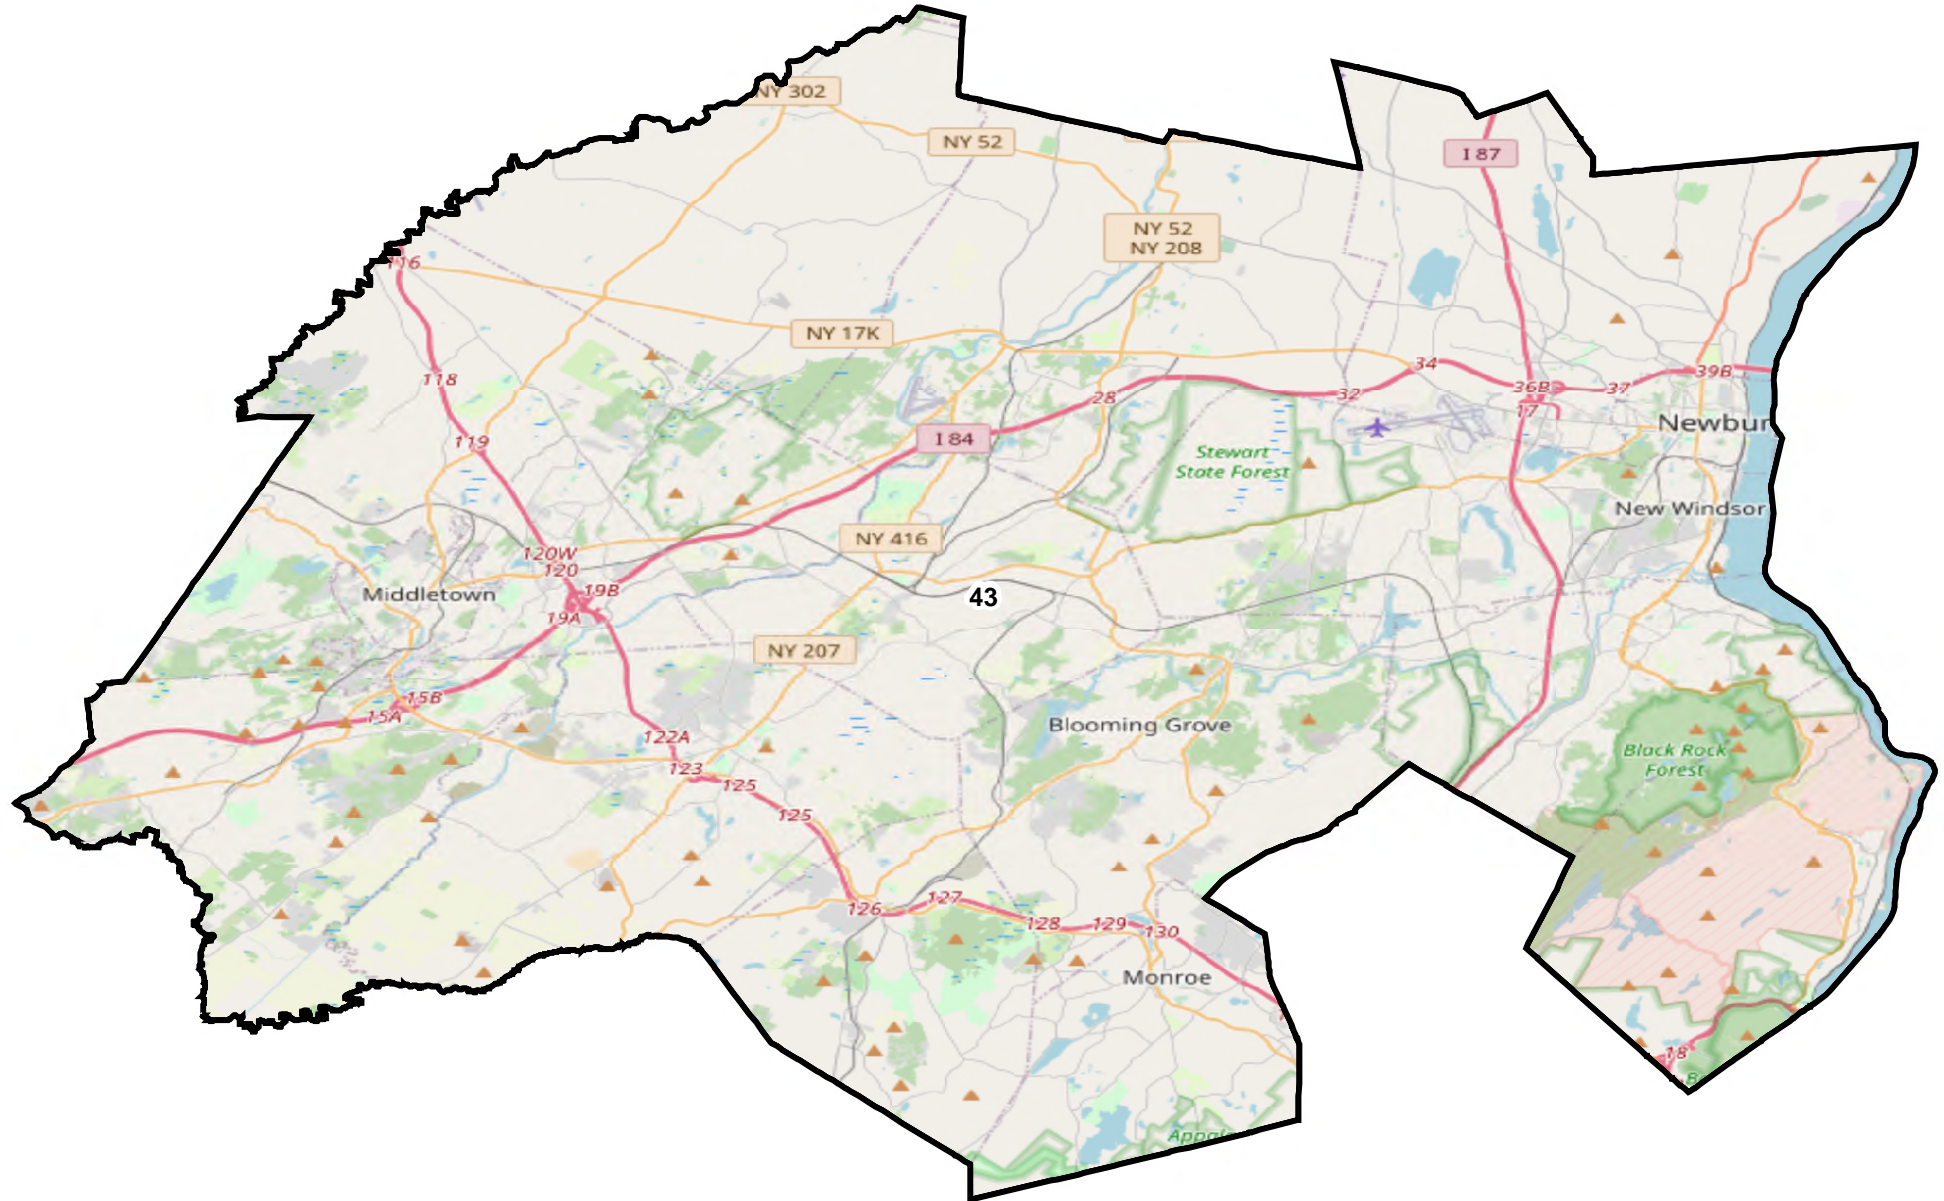 NY 302
NY 52
I 87
NY 52
NY 208
116
NY 17K
118
34
28
32
36B
37
39B
17
Newbur
119
I 84
Stewart
State Forest
New Windsor
NY 416
120W
120
Middletown
19B
43
19A
NY 207
15B
15A
Blooming Grove
122A
Black Rock
Forest
123
125
125
126
127
128
129
130
Monroe
18
B
Appala